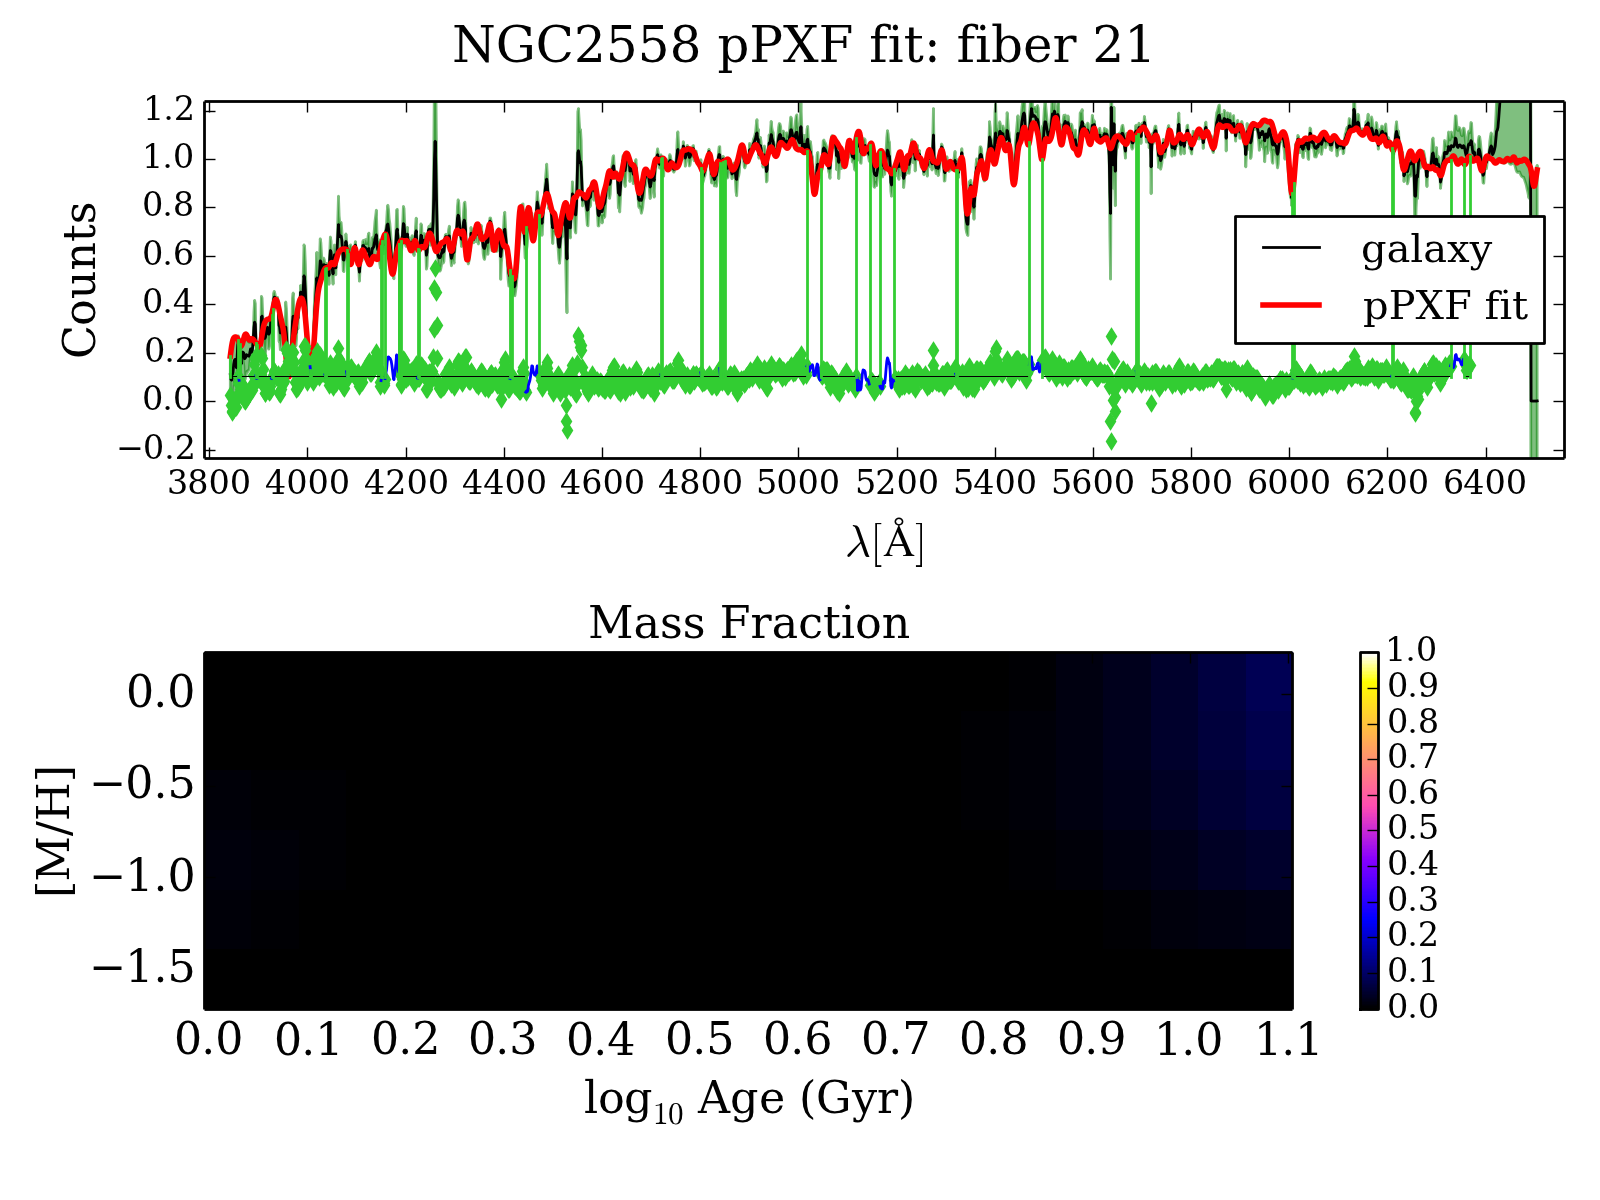 NGC2558 pPXF fit: fiber 21
1.2
1.0
0.8
0.6
0.4
0.2
0.0
−0.2
Counts
galaxy
pPXF fit
3800 4000 4200 4400 4600 4800 5000 5200 5400 5600 5800 6000 6200 6400
λ[Å]
Mass Fraction
0.0
−0.5
−1.0
−1.5
[M/H]
1.0
0.9
0.8
0.7
0.6
0.5
0.4
0.3
0.2
0.1
0.0
0.0 0.1 0.2 0.3 0.4 0.5 0.6 0.7 0.8 0.9 1.0 1.1
log₁₀ Age (Gyr)